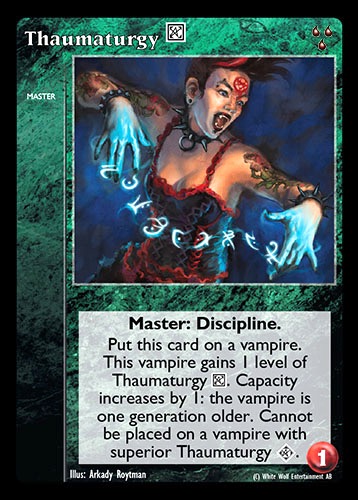 Thaumaturgy
MASTER
Master: Discipline.
Put this card on a vampire.
This vampire gains 1 level of
Thaumaturgy . Capacity
increases by 1: the vampire is
one generation older. Cannot
be placed on a vampire with
superior Thaumaturgy .
1
Illus: Arkady Roytman
(C) White Wolf Entertainment AB